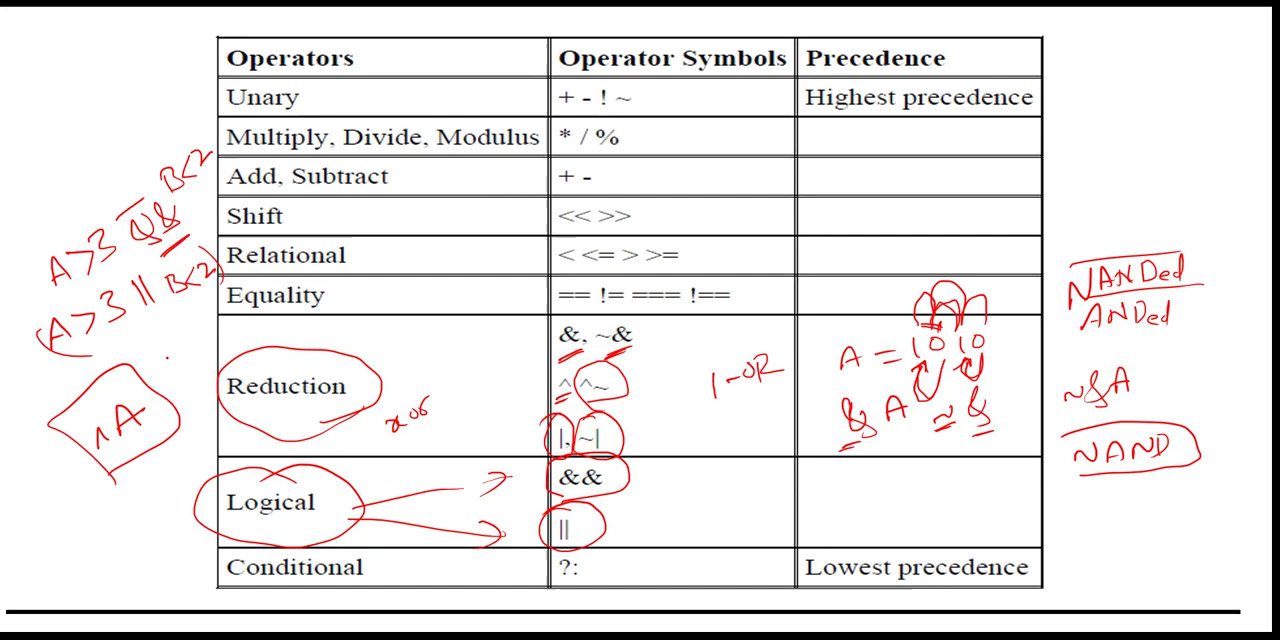 Operators Operator Symbols Precedence
Unary + - ! ~ Highest precedence
Multiply, Divide, Modulus * / %
Add, Subtract + -
Shift << >>
Relational < <= > >=
Equality == != === !==
Reduction &, ~&
^ ^~
|, ~|
Logical &&
||
Conditional ?: Lowest precedence
A>3 && B<2
(A>3 || B<2)
^A
xor
|-OR
A = 1010
&A ~&
NANDed
ANDed
~&A
NAND